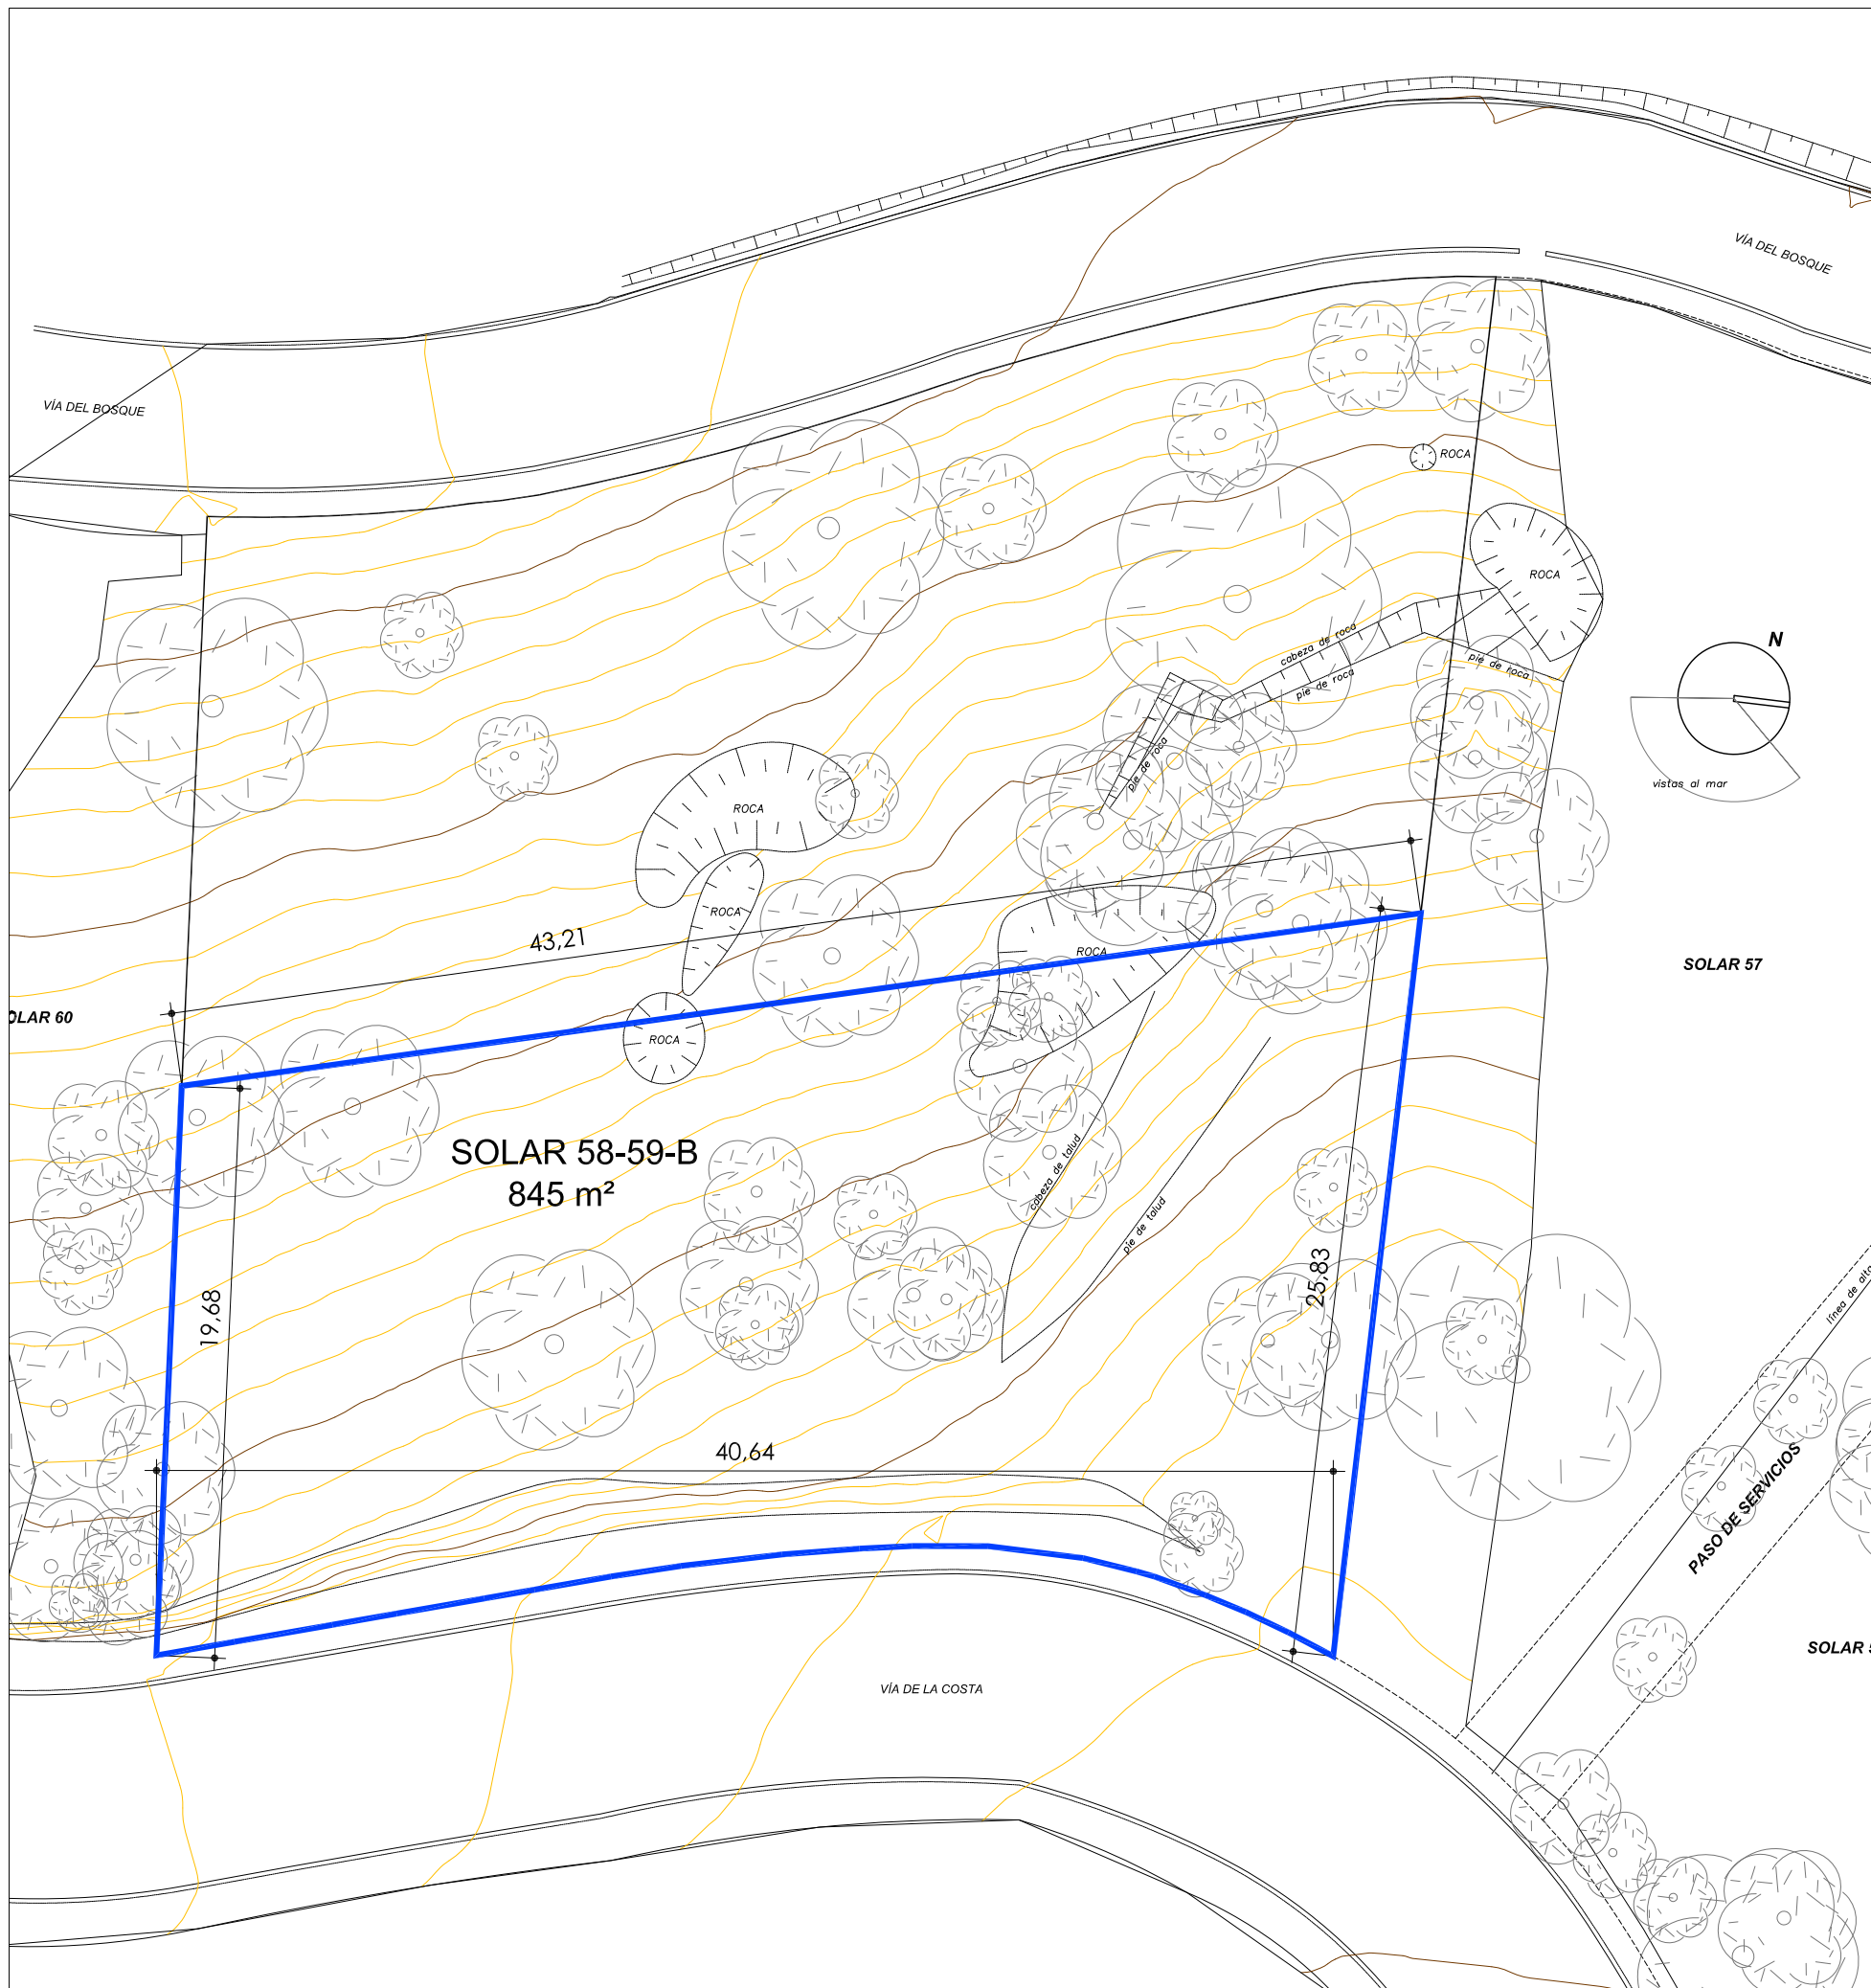 VÍA DEL BOSQUE
VÍA DEL BOSQUE
ROCA
ROCA
cabeza de roca
pie de roca
pie de roca
N
pie de roca
vistas al mar
ROCA
ROCA
43,21
ROCA
SOLAR 57
OLAR 60
ROCA
SOLAR 58-59-B
845 m²
cabeza de talud
pie de talud
línea de alta
19,68
25,83
40,64
PASO DE SERVICIOS
SOLAR
VÍA DE LA COSTA